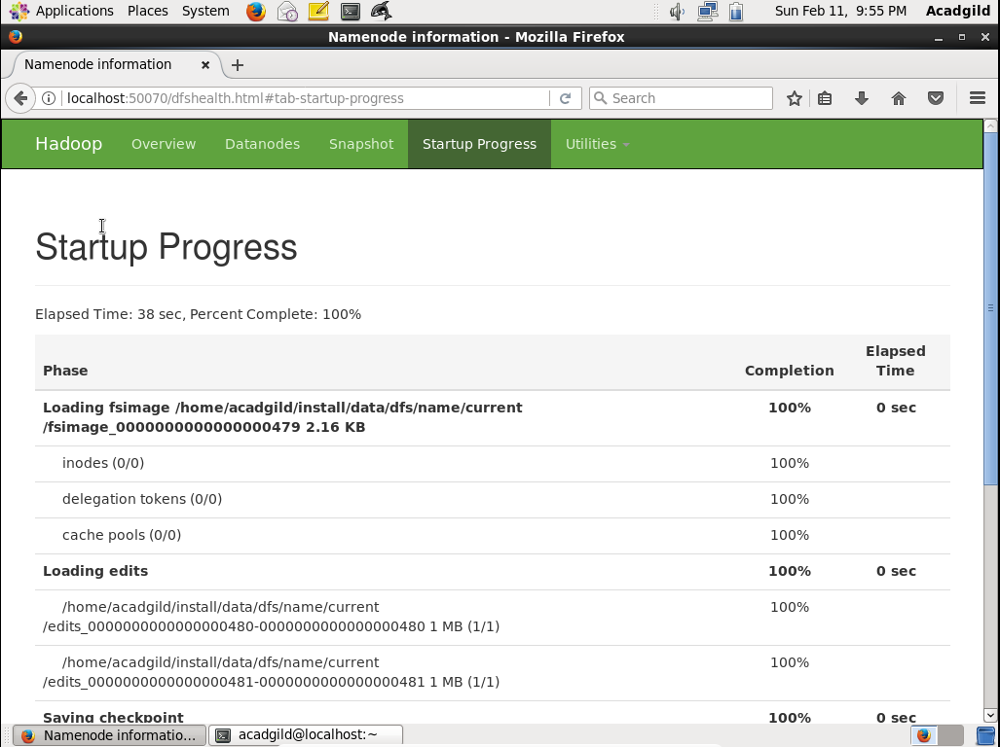 Applications Places System Sun Feb 11, 9:55 PM Acadgild
Namenode information - Mozilla Firefox
Namenode information
localhost:50070/dfshealth.html#tab-startup-progress Search
Hadoop Overview Datanodes Snapshot Startup Progress Utilities
Startup Progress
Elapsed Time: 38 sec, Percent Complete: 100%
Phase Completion Elapsed
Time
Loading fsimage /home/acadgild/install/data/dfs/name/current 100% 0 sec
/fsimage_0000000000000000479 2.16 KB
inodes (0/0) 100%
delegation tokens (0/0) 100%
cache pools (0/0) 100%
Loading edits 100% 0 sec
/home/acadgild/install/data/dfs/name/current 100%
/edits_0000000000000000480-0000000000000000480 1 MB (1/1)
/home/acadgild/install/data/dfs/name/current 100%
/edits_0000000000000000481-0000000000000000481 1 MB (1/1)
Saving checkpoint 100% 0 sec
Namenode informatio... acadgild@localhost:~